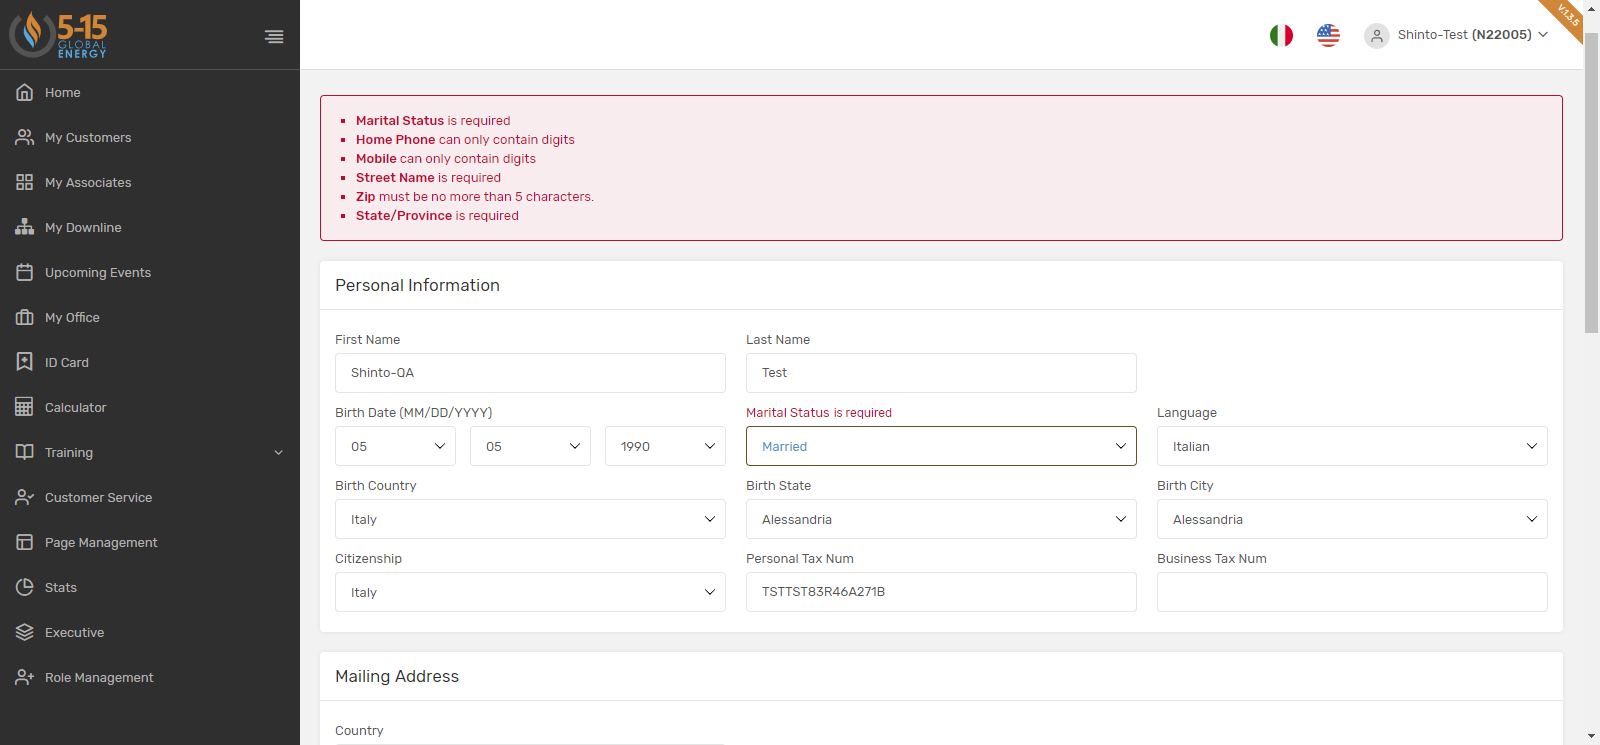 5-15
GLOBAL
ENERGY
Home
My Customers
My Associates
My Downline
Upcoming Events
My Office
ID Card
Calculator
Training
Customer Service
Page Management
Stats
Executive
Role Management
Shinto-Test (N22005)
V.1.3.5
Marital Status is required
Home Phone can only contain digits
Mobile can only contain digits
Street Name is required
Zip must be no more than 5 characters.
State/Province is required
Personal Information
First Name
Last Name
Shinto-QA
Test
Birth Date (MM/DD/YYYY)
Marital Status is required
Language
05
05
1990
Married
Italian
Birth Country
Birth State
Birth City
Italy
Alessandria
Alessandria
Citizenship
Personal Tax Num
Business Tax Num
Italy
TSTTST83R46A271B
Mailing Address
Country